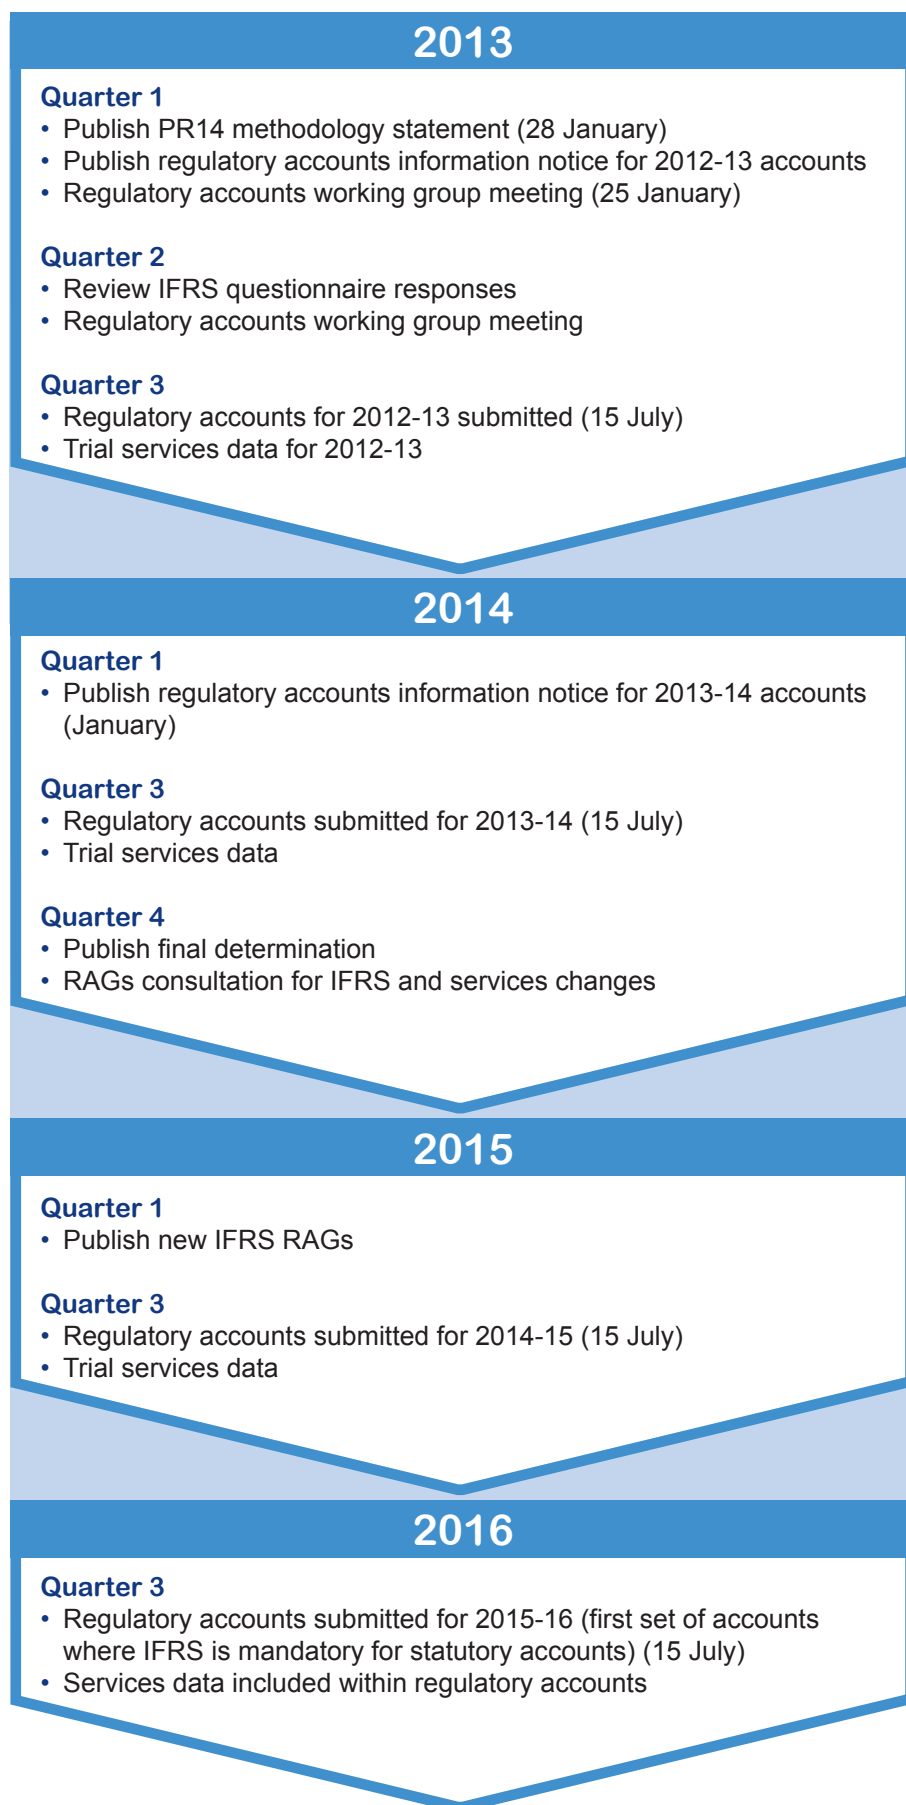 2013
Quarter 1
• Publish PR14 methodology statement (28 January)
• Publish regulatory accounts information notice for 2012-13 accounts
• Regulatory accounts working group meeting (25 January)
Quarter 2
• Review IFRS questionnaire responses
• Regulatory accounts working group meeting
Quarter 3
• Regulatory accounts for 2012-13 submitted (15 July)
• Trial services data for 2012-13
2014
Quarter 1
• Publish regulatory accounts information notice for 2013-14 accounts
(January)
Quarter 3
• Regulatory accounts submitted for 2013-14 (15 July)
• Trial services data
Quarter 4
• Publish final determination
• RAGs consultation for IFRS and services changes
2015
Quarter 1
• Publish new IFRS RAGs
Quarter 3
• Regulatory accounts submitted for 2014-15 (15 July)
• Trial services data
2016
Quarter 3
• Regulatory accounts submitted for 2015-16 (first set of accounts
where IFRS is mandatory for statutory accounts) (15 July)
• Services data included within regulatory accounts